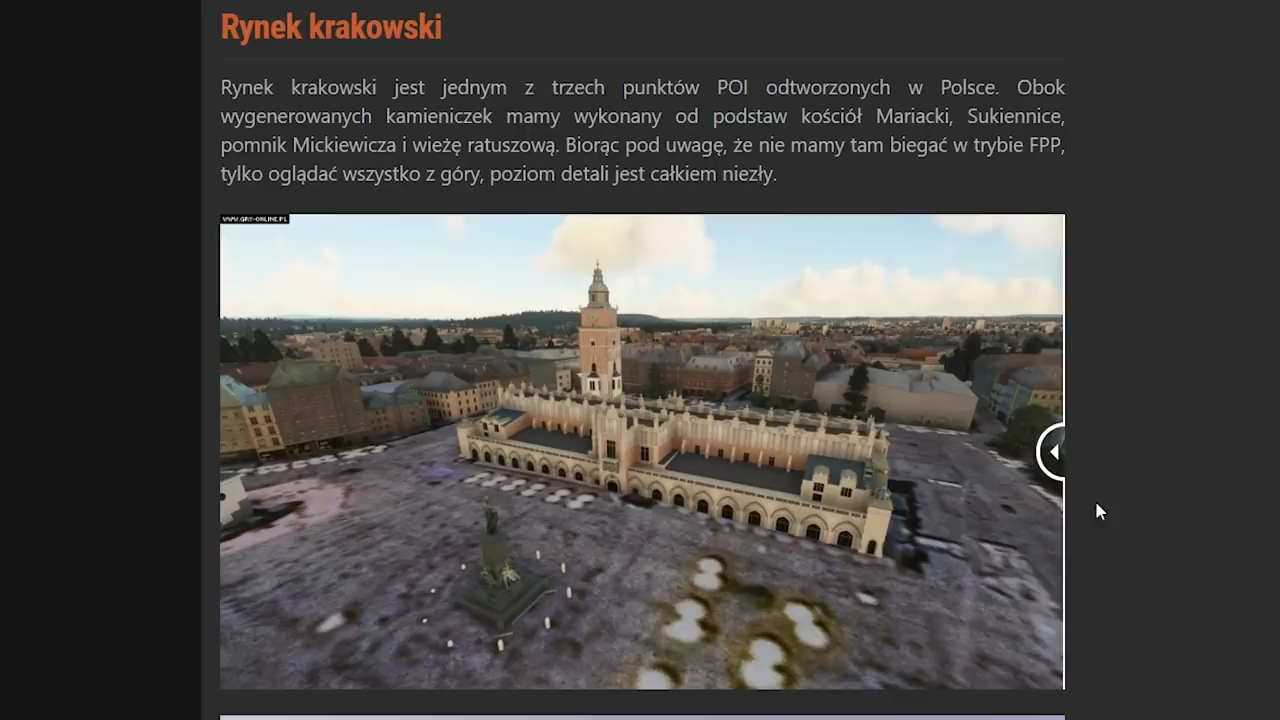 Rynek krakowski
Rynek krakowski jest jednym z trzech punktów POI odtworzonych w Polsce. Obok
wygenerowanych kamieniczek mamy wykonany od podstaw kościół Mariacki, Sukiennice,
pomnik Mickiewicza i wieżę ratuszową. Biorąc pod uwagę, że nie mamy tam biegać w trybie FPP,
tylko oglądać wszystko z góry, poziom detali jest całkiem niezły.
WWW.GRY-ONLINE.PL